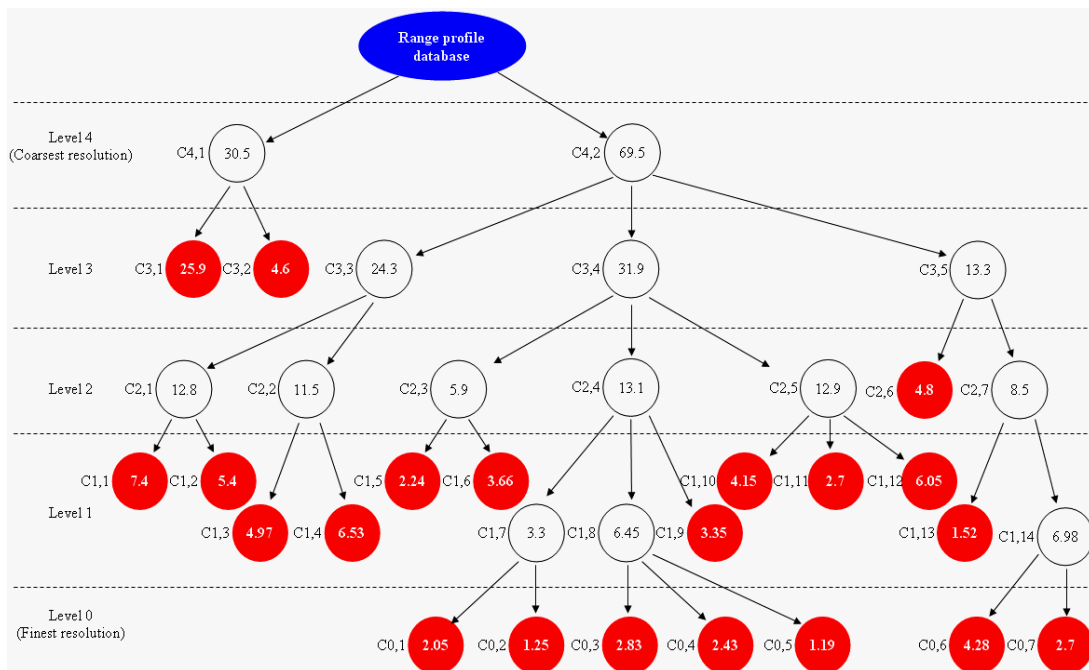 Range profile
database
Level 4
(Coarsest resolution)
C4,1
30.5
C4,2
69.5
Level 3
C3,1
25.9
C3,2
4.6
C3,3
24.3
C3,4
31.9
C3,5
13.3
Level 2
C2,1
12.8
C2,2
11.5
C2,3
5.9
C2,4
13.1
C2,5
12.9
C2,6
4.8
C2,7
8.5
Level 1
C1,1
7.4
C1,2
5.4
C1,3
4.97
C1,4
6.53
C1,5
2.24
C1,6
3.66
C1,7
3.3
C1,8
6.45
C1,9
3.35
C1,10
4.15
C1,11
2.7
C1,12
6.05
C1,13
1.52
C1,14
6.98
Level 0
(Finest resolution)
C0,1
2.05
C0,2
1.25
C0,3
2.83
C0,4
2.43
C0,5
1.19
C0,6
4.28
C0,7
2.7